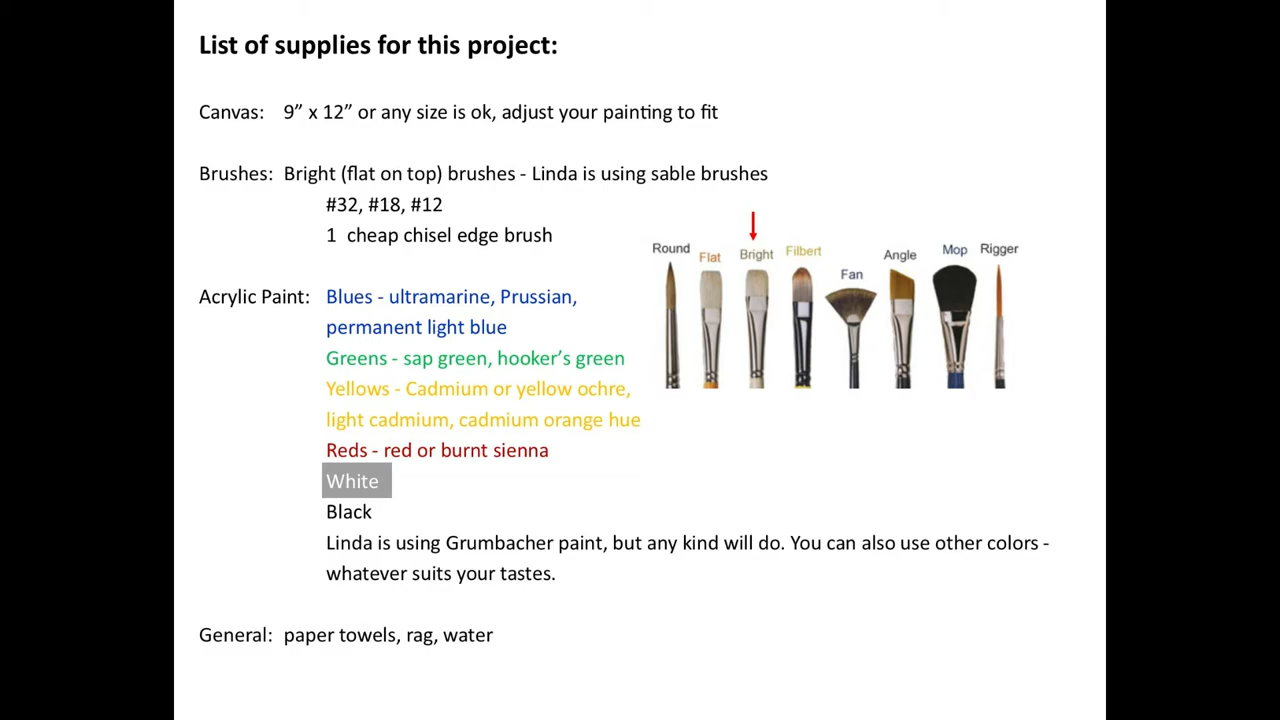 List of supplies for this project:
Canvas: 9” x 12” or any size is ok, adjust your painting to fit
Brushes: Bright (flat on top) brushes - Linda is using sable brushes
#32, #18, #12
1 cheap chisel edge brush
Round Flat Bright Filbert Fan Angle Mop Rigger
Acrylic Paint: Blues - ultramarine, Prussian,
permanent light blue
Greens - sap green, hooker’s green
Yellows - Cadmium or yellow ochre,
light cadmium, cadmium orange hue
Reds - red or burnt sienna
White
Black
Linda is using Grumbacher paint, but any kind will do. You can also use other colors -
whatever suits your tastes.
General: paper towels, rag, water